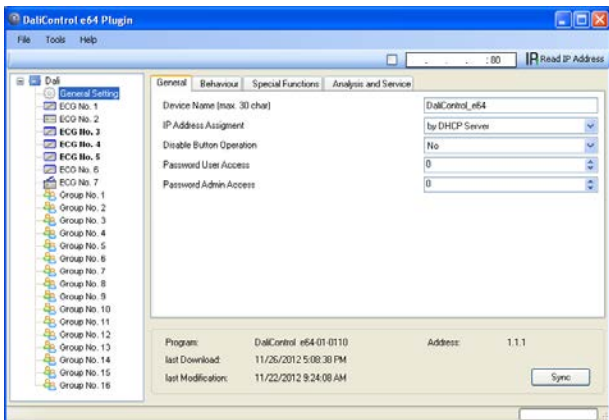 DaliControl e64 Plugin
File Tools Help
. . . :00 IP Read IP Address
Dali
General Setting
ECG No. 1
ECG No. 2
ECG No. 3
ECG No. 4
ECG No. 5
ECG No. 6
ECG No. 7
Group No. 1
Group No. 2
Group No. 3
Group No. 4
Group No. 5
Group No. 6
Group No. 7
Group No. 8
Group No. 9
Group No. 10
Group No. 11
Group No. 12
Group No. 13
Group No. 14
Group No. 15
Group No. 16
General Behaviour Special Functions Analysis and Service
Device Name (max. 30 char) DaliControl_e64
IP Address Assigment by DHCP Server
Disable Button Operation No
Password User Access 0
Password Admin Access 0
Program: DaliControl e64-01-0110 Address: 1.1.1
last Download: 11/26/2012 5:08:38 PM
last Modification: 11/22/2012 9:24:08 AM
Sync